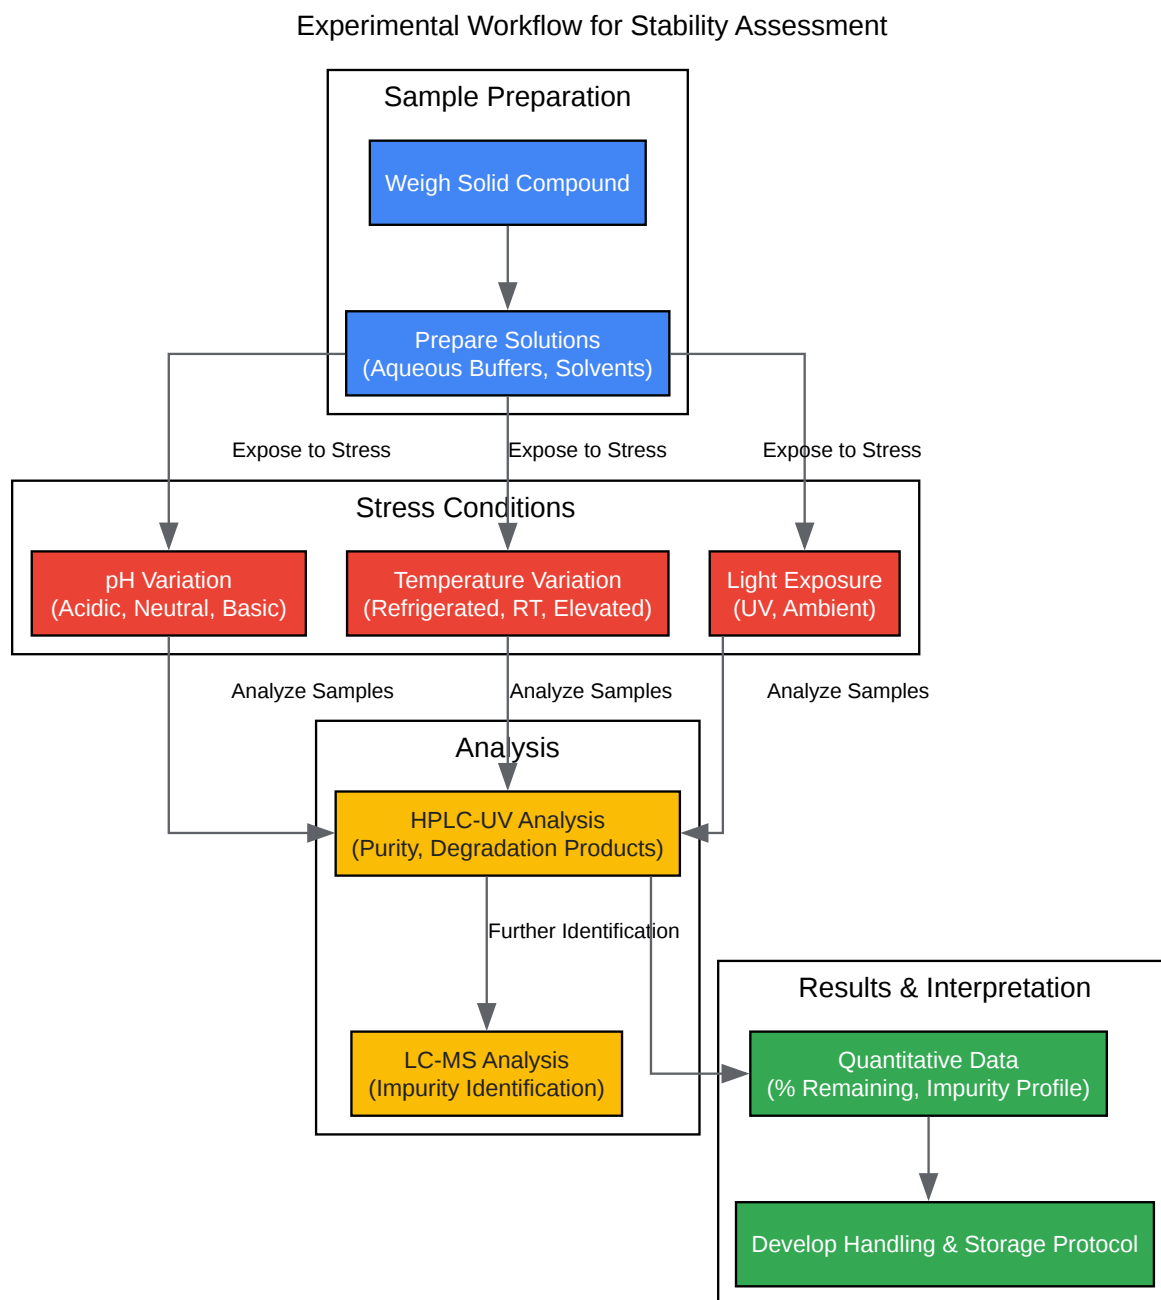 Experimental Workflow for Stability Assessment
Sample Preparation
Weigh Solid Compound
Prepare Solutions
(Aqueous Buffers, Solvents)
Expose to Stress
Expose to Stress
Expose to Stress
Stress Conditions
pH Variation
(Acidic, Neutral, Basic)
Temperature Variation
(Refrigerated, RT, Elevated)
Light Exposure
(UV, Ambient)
Analyze Samples
Analyze Samples
Analyze Samples
Analysis
HPLC-UV Analysis
(Purity, Degradation Products)
Further Identification
LC-MS Analysis
(Impurity Identification)
Results & Interpretation
Quantitative Data
(% Remaining, Impurity Profile)
Develop Handling & Storage Protocol